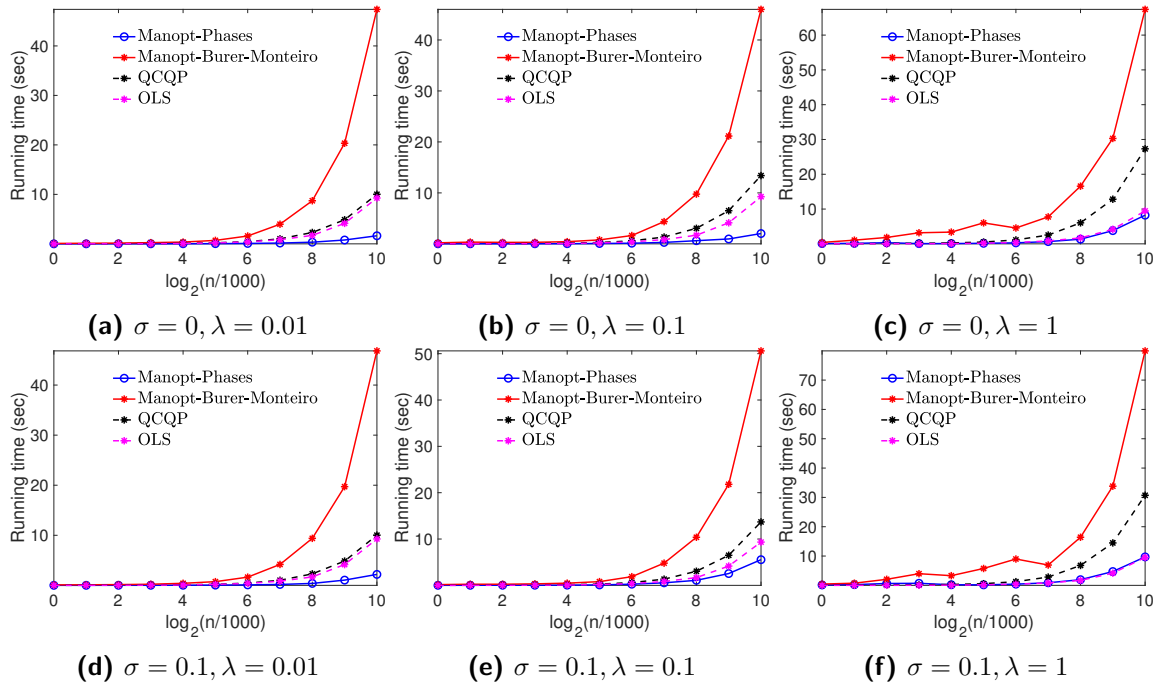 Running time (sec)
40
30
20
10
0 2 4 6 8 10
log2(n/1000)
Manopt-Phases
Manopt-Burer-Monteiro
QCQP
OLS
(a) σ = 0, λ = 0.01
Running time (sec)
40
30
20
10
0 2 4 6 8 10
log2(n/1000)
Manopt-Phases
Manopt-Burer-Monteiro
QCQP
OLS
(b) σ = 0, λ = 0.1
Running time (sec)
60
50
40
30
20
10
0 2 4 6 8 10
log2(n/1000)
Manopt-Phases
Manopt-Burer-Monteiro
QCQP
OLS
(c) σ = 0, λ = 1
Running time (sec)
40
30
20
10
0 2 4 6 8 10
log2(n/1000)
Manopt-Phases
Manopt-Burer-Monteiro
QCQP
OLS
(d) σ = 0.1, λ = 0.01
Running time (sec)
50
40
30
20
10
0 2 4 6 8 10
log2(n/1000)
Manopt-Phases
Manopt-Burer-Monteiro
QCQP
OLS
(e) σ = 0.1, λ = 0.1
Running time (sec)
70
60
50
40
30
20
10
0 2 4 6 8 10
log2(n/1000)
Manopt-Phases
Manopt-Burer-Monteiro
QCQP
OLS
(f) σ = 0.1, λ = 1